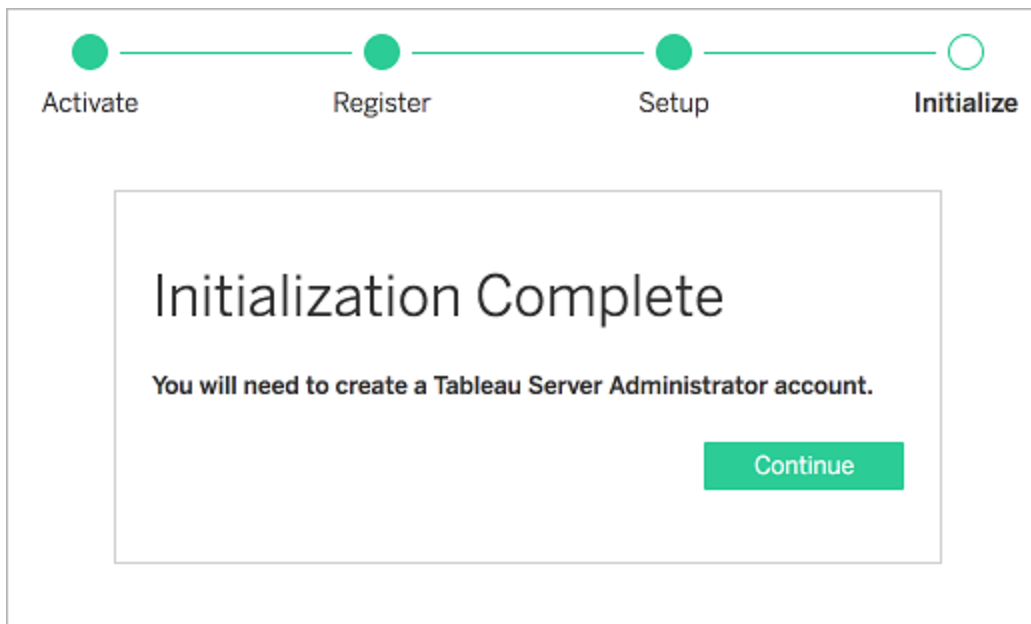 Activate Register Setup Initialize
Initialization Complete
You will need to create a Tableau Server Administrator account.
Continue